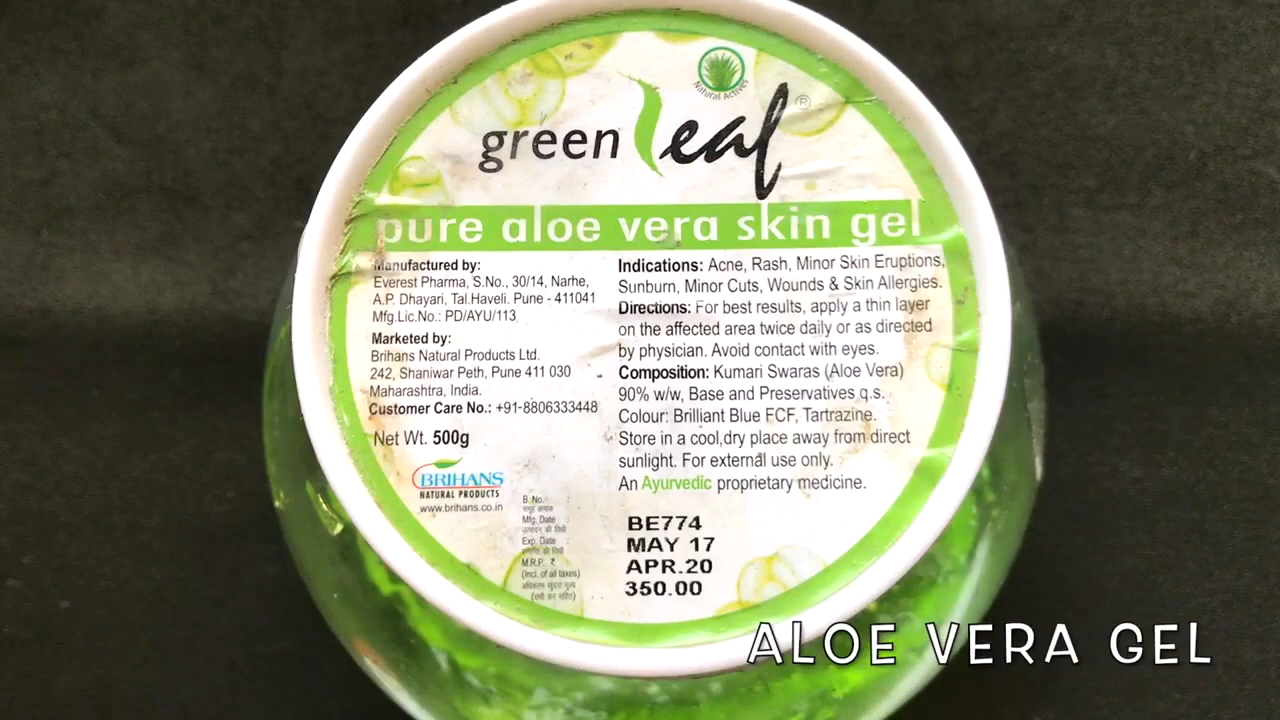 Natural Actives
green leaf®
pure aloe vera skin gel
Manufactured by:
Everest Pharma, S.No., 30/14, Narhe,
A.P. Dhayari, Tal.Haveli. Pune - 411041
Mfg.Lic.No.: PD/AYU/113
Marketed by:
Brihans Natural Products Ltd.
242, Shaniwar Peth, Pune 411 030
Maharashtra, India.
Customer Care No.: +91-8806333448
Net Wt. 500g
BRIHANS
NATURAL PRODUCTS
www.brihans.co.in
Indications: Acne, Rash, Minor Skin Eruptions,
Sunburn, Minor Cuts, Wounds & Skin Allergies.
Directions: For best results, apply a thin layer
on the affected area twice daily or as directed
by physician. Avoid contact with eyes.
Composition: Kumari Swaras (Aloe Vera)
90% w/w, Base and Preservatives q.s.
Colour: Brilliant Blue FCF, Tartrazine.
Store in a cool,dry place away from direct
sunlight. For external use only.
An Ayurvedic proprietary medicine.
B. No. :
Mfg. Date :
Exp. Date :
M.R.P. ₹ :
(Incl. of all taxes)
BE774
MAY 17
APR.20
350.00
ALOE VERA GEL